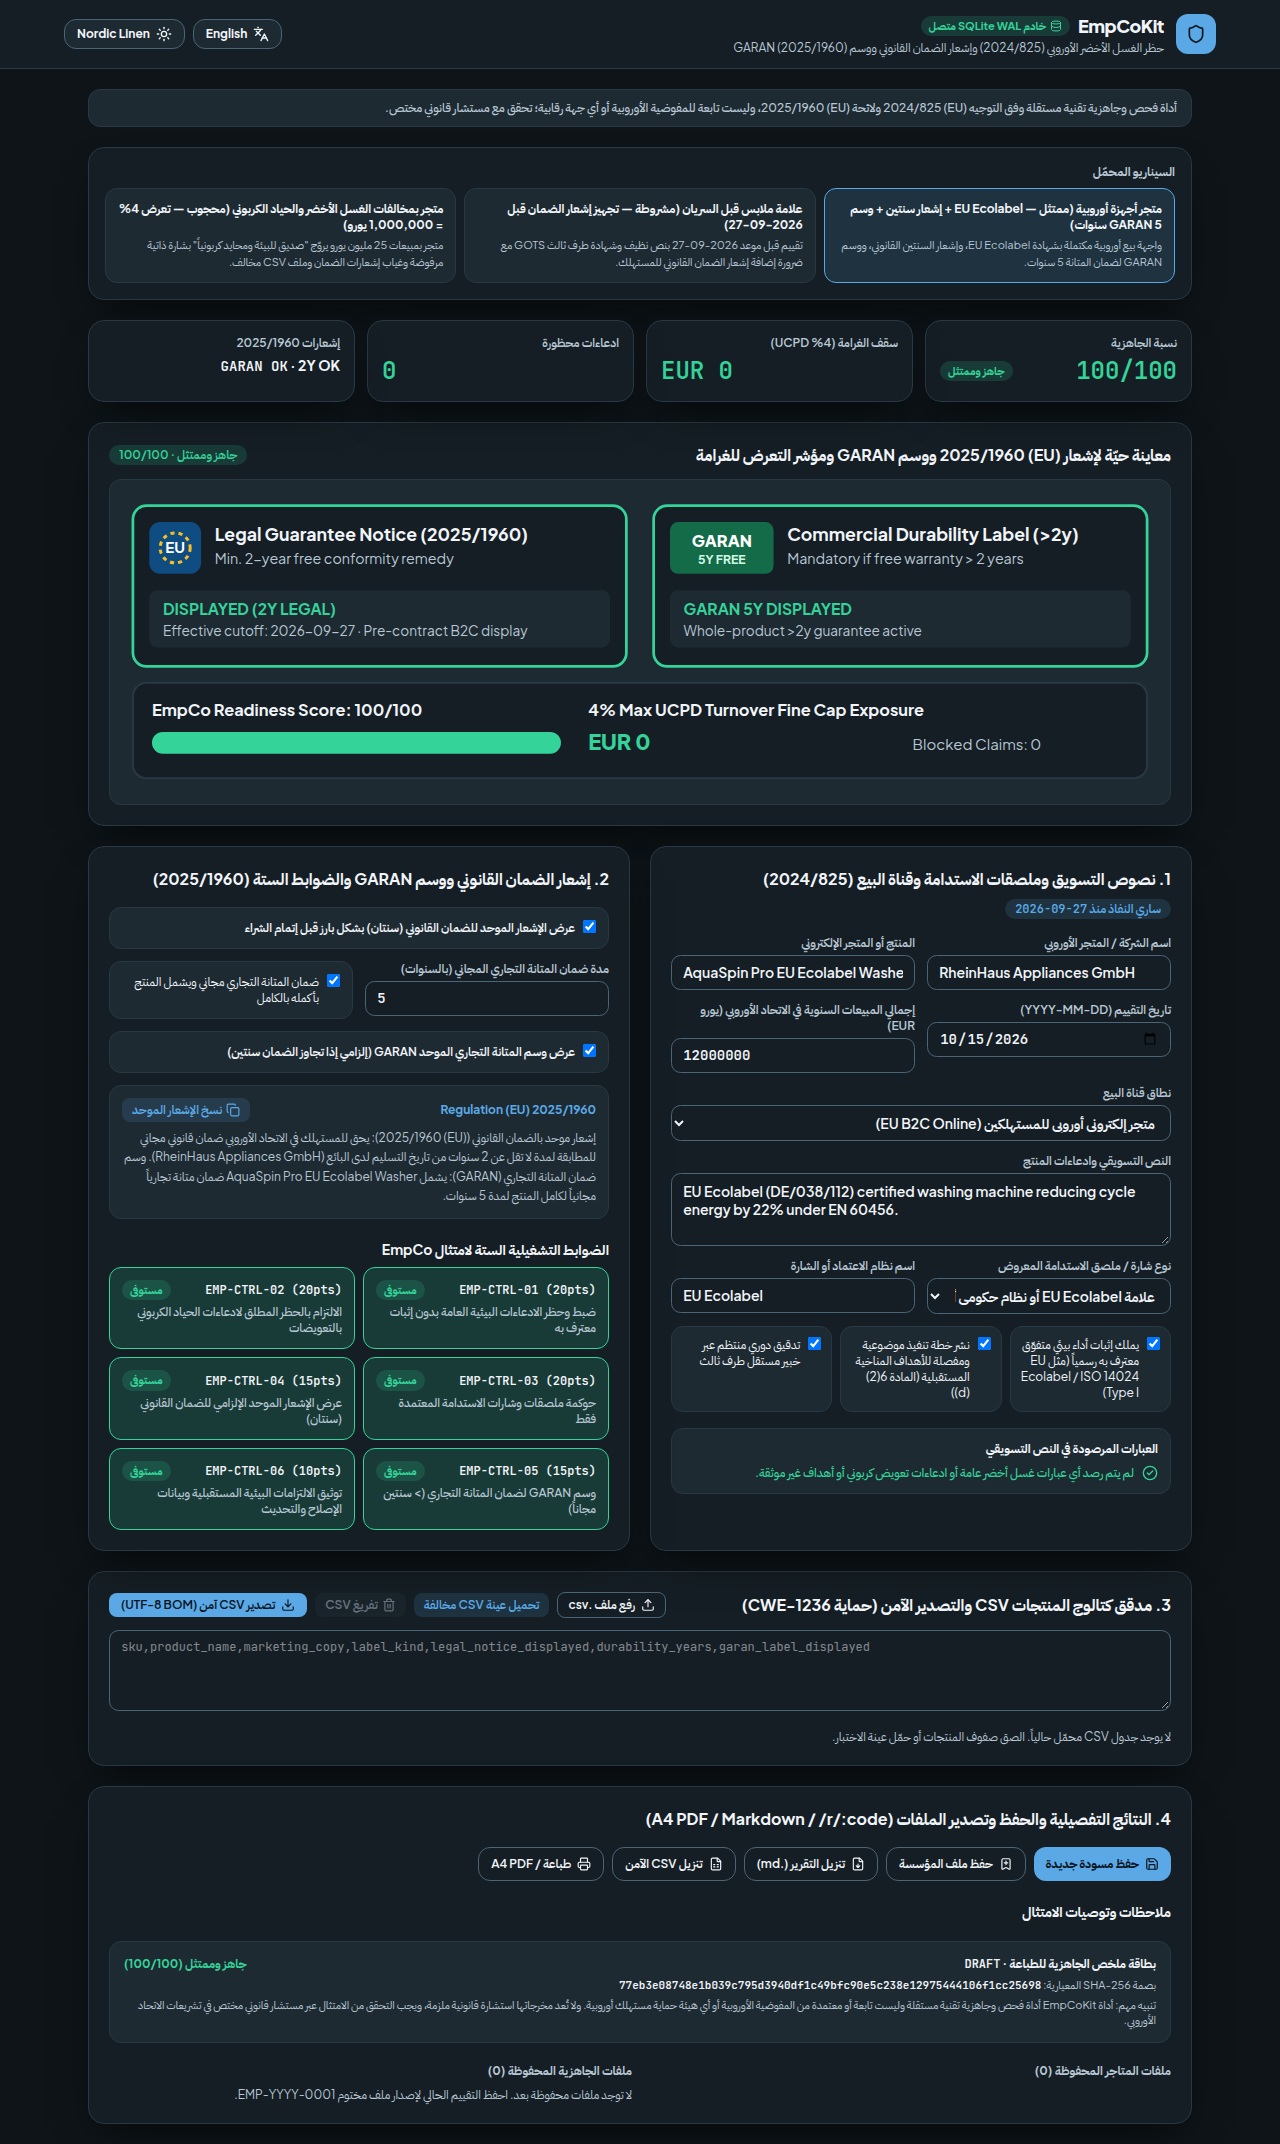 EmpCoKit
خادم SQLite WAL متصل
حظر الغسل الأخضر الأوروبي (2024/825) وإشعار الضمان القانوني ووسم GARAN (2025/1960)
English
Nordic Linen
أداة فحص وجاهزية تقنية مستقلة وفق التوجيه (EU) 2024/825 ولائحة (EU) 2025/1960، وليست تابعة للمفوضية الأوروبية أو أي جهة رقابية؛ تحقق مع مستشار قانوني مختص.
السيناريو المحمّل
متجر أجهزة أوروبية (ممتثل — EU Ecolabel + إشعار سنتين + وسم GARAN 5 سنوات)
واجهة بيع أوروبية مكتملة بشهادة EU Ecolabel، وإشعار السنتين القانوني، ووسم GARAN لضمان المتانة 5 سنوات.
علامة ملابس قبل السريان (مشروطة — تجهيز إشعار الضمان قبل 27-09-2026)
تقييم قبل موعد 2026-09-27 بنص نظيف وشهادة طرف ثالث GOTS مع ضرورة إضافة إشعار الضمان القانوني للمستهلك.
متجر بمخالفات الغسل الأخضر والحياد الكربوني (محجوب — تعرض 4% = 1,000,000 يورو)
متجر بمبيعات 25 مليون يورو يروّج "صديق للبيئة ومحايد كربونياً" بشارة ذاتية مرفوضة وغياب إشعارات الضمان وملف CSV مخالف.
نسبة الجاهزية
100/100
جاهز وممتثل
سقف الغرامة (4% UCPD)
EUR 0
ادعاءات محظورة
0
إشعارات 2025/1960
GARAN OK · 2Y OK
معاينة حيّة لإشعار (EU) 2025/1960 ووسم GARAN ومؤشر التعرض للغرامة
جاهز وممتثل · 100/100
EU
Legal Guarantee Notice (2025/1960)
Min. 2-year free conformity remedy
DISPLAYED (2Y LEGAL)
Effective cutoff: 2026-09-27 · Pre-contract B2C display
GARAN
5Y FREE
Commercial Durability Label (>2y)
Mandatory if free warranty > 2 years
GARAN 5Y DISPLAYED
Whole-product >2y guarantee active
EmpCo Readiness Score: 100/100
4% Max UCPD Turnover Fine Cap Exposure
EUR 0
Blocked Claims: 0
1. نصوص التسويق وملصقات الاستدامة وقناة البيع (2024/825)
ساري النفاذ منذ 27-09-2026
اسم الشركة / المتجر الأوروبي
RheinHaus Appliances GmbH
المنتج أو المتجر الإلكتروني
AquaSpin Pro EU Ecolabel Washe
تاريخ التقييم (YYYY-MM-DD)
10/15/2026
إجمالي المبيعات السنوية في الاتحاد الأوروبي (يورو EUR)
12000000
نطاق قناة البيع
متجر إلكتروني أوروبي للمستهلكين (EU B2C Online)
النص التسويقي وادعاءات المنتج
EU Ecolabel (DE/038/112) certified washing machine reducing cycle
energy by 22% under EN 60456.
نوع شارة / ملصق الاستدامة المعروض
علامة EU Ecolabel أو نظام حكومي
اسم نظام الاعتماد أو الشارة
EU Ecolabel
يملك إثبات أداء بيئي متفوّق معترف به رسمياً (مثل EU Ecolabel / ISO 14024 Type I)
نشر خطة تنفيذ موضوعية ومفصلة للأهداف المناخية المستقبلية (المادة 6(2)(d))
تدقيق دوري منتظم عبر خبير مستقل طرف ثالث
العبارات المرصودة في النص التسويقي
لم يتم رصد أي عبارات غسل أخضر عامة أو ادعاءات تعويض كربوني أو أهداف غير موثقة.
2. إشعار الضمان القانوني ووسم GARAN والضوابط الستة (2025/1960)
عرض الإشعار الموحد للضمان القانوني (سنتان) بشكل بارز قبل إتمام الشراء
مدة ضمان المتانة التجاري المجاني (بالسنوات)
5
ضمان المتانة التجاري مجاني ويشمل المنتج بأكمله بالكامل
عرض وسم المتانة التجاري الموحد GARAN (إلزامي إذا تجاوز الضمان سنتين)
Regulation (EU) 2025/1960
نسخ الإشعار الموحد
إشعار موحد بالضمان القانوني ((EU) 2025/1960): يحق للمستهلك في الاتحاد الأوروبي ضمان قانوني مجاني للمطابقة لمدة لا تقل عن 2 سنوات من تاريخ التسليم لدى البائع (RheinHaus Appliances GmbH). وسم ضمان المتانة التجاري (GARAN): يشمل AquaSpin Pro EU Ecolabel Washer ضمان متانة تجارياً مجانياً لكامل المنتج لمدة 5 سنوات.
الضوابط التشغيلية الستة لامتثال EmpCo
EMP-CTRL-01 (20pts)
مستوفى
ضبط وحظر الادعاءات البيئية العامة بدون إثبات معترف به
EMP-CTRL-02 (20pts)
مستوفى
الالتزام بالحظر المطلق لادعاءات الحياد الكربوني بالتعويضات
EMP-CTRL-03 (20pts)
مستوفى
حوكمة ملصقات وشارات الاستدامة المعتمدة فقط
EMP-CTRL-04 (15pts)
مستوفى
عرض الإشعار الموحد الإلزامي للضمان القانوني (سنتان)
EMP-CTRL-05 (15pts)
مستوفى
وسم GARAN لضمان المتانة التجاري (> سنتين مجاناً)
EMP-CTRL-06 (10pts)
مستوفى
توثيق الالتزامات البيئية المستقبلية وبيانات الإصلاح والتحديث
3. مدقق كتالوج المنتجات CSV والتصدير الآمن (حماية CWE-1236)
رفع ملف .csv
تحميل عينة CSV مخالفة
تفريغ CSV
تصدير CSV آمن (UTF-8 BOM)
sku,product_name,marketing_copy,label_kind,legal_notice_displayed,durability_years,garan_label_displayed
لا يوجد جدول CSV محمّل حالياً. الصق صفوف المنتجات أو حمّل عينة الاختبار.
4. النتائج التفصيلية والحفظ وتصدير الملفات (A4 PDF / Markdown / /r/:code)
حفظ مسودة جديدة
حفظ ملف المؤسسة
تنزيل التقرير (.md)
تنزيل CSV الآمن
طباعة / A4 PDF
ملاحظات وتوصيات الامتثال
بطاقة ملخص الجاهزية للطباعة · DRAFT
جاهز وممتثل (100/100)
بصمة SHA-256 المعيارية: 77eb3e08748e1b039c795d3940df1c49bfc90e5c238e12975444106f1cc25698
تنبيه مهم: أداة EmpCoKit أداة فحص وجاهزية تقنية مستقلة وليست تابعة أو معتمدة من المفوضية الأوروبية أو أي هيئة حماية مستهلك أوروبية. ولا تُعد مخرجاتها استشارة قانونية ملزمة، ويجب التحقق من الامتثال عبر مستشار قانوني مختص في تشريعات الاتحاد الأوروبي.
ملفات المتاجر المحفوظة (0)
ملفات الجاهزية المحفوظة (0)
لا توجد ملفات محفوظة بعد. احفظ التقييم الحالي لإصدار ملف مختوم EMP-YYYY-0001.